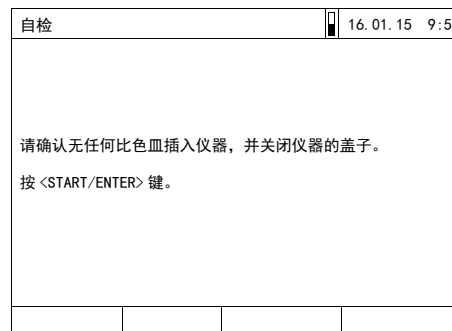 自检 16.01.15 9:5
请确认无任何比色皿插入仪器，并关闭仪器的盖子。
按 <START/ENTER> 键。